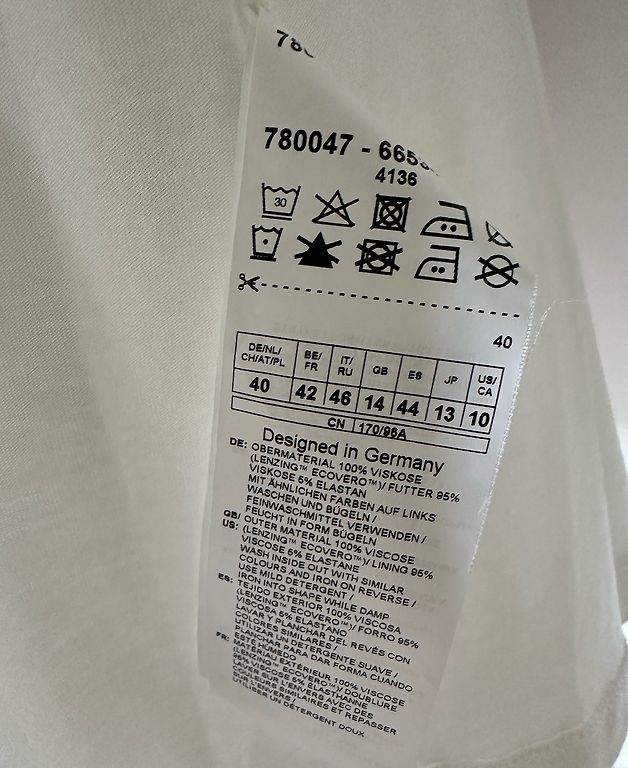 780047 -
4136
30
40
DE/NL/ CH/AT/PL BE/ FR IT/ RU GB ES JP US/ CA
40 42 46 14 44 13 10
CN 170/96A
Designed in Germany
DE: OBERMATERIAL 100% VISKOSE
(LENZING™ ECOVERO™)/ FUTTER 95%
VISKOSE 5% ELASTAN
MIT ÄHNLICHEN FARBEN AUF LINKS
WASCHEN UND BÜGELN /
FEINWASCHMITTEL VERWENDEN /
FEUCHT IN FORM BÜGELN
GB/ US: OUTER MATERIAL 100% VISCOSE
(LENZING™ ECOVERO™)/ LINING 95%
VISCOSE 5% ELASTANE
WASH INSIDE OUT WITH SIMILAR
COLOURS AND IRON ON REVERSE /
USE MILD DETERGENT /
IRON INTO SHAPE WHILE DAMP
ES: TEJIDO EXTERIOR 100% VISCOSA
(LENZING™ ECOVERO™)/ FORRO 95%
VISCOSA 5% ELASTANO
LAVAR Y PLANCHAR DEL REVÉS CON
COLORES SIMILARES /
UTILIZAR UN DETERGENTE SUAVE /
PLANCHAR PARA DAR FORMA CUANDO
ESTÉ HÚMEDO
FR: MATÉRIAL EXTÉRIEUR 100% VISCOSE
(LENZING™ ECOVERO™)/ DOUBLURE
95% VISCOSE 5% ÉLASTHANNE
LAVER SUR L'ENVERS AVEC DES
COULEURS SIMILAIRES ET REPASSER
SUR L'ENVERS /
UTILISER UN DÉTERGENT DOUX